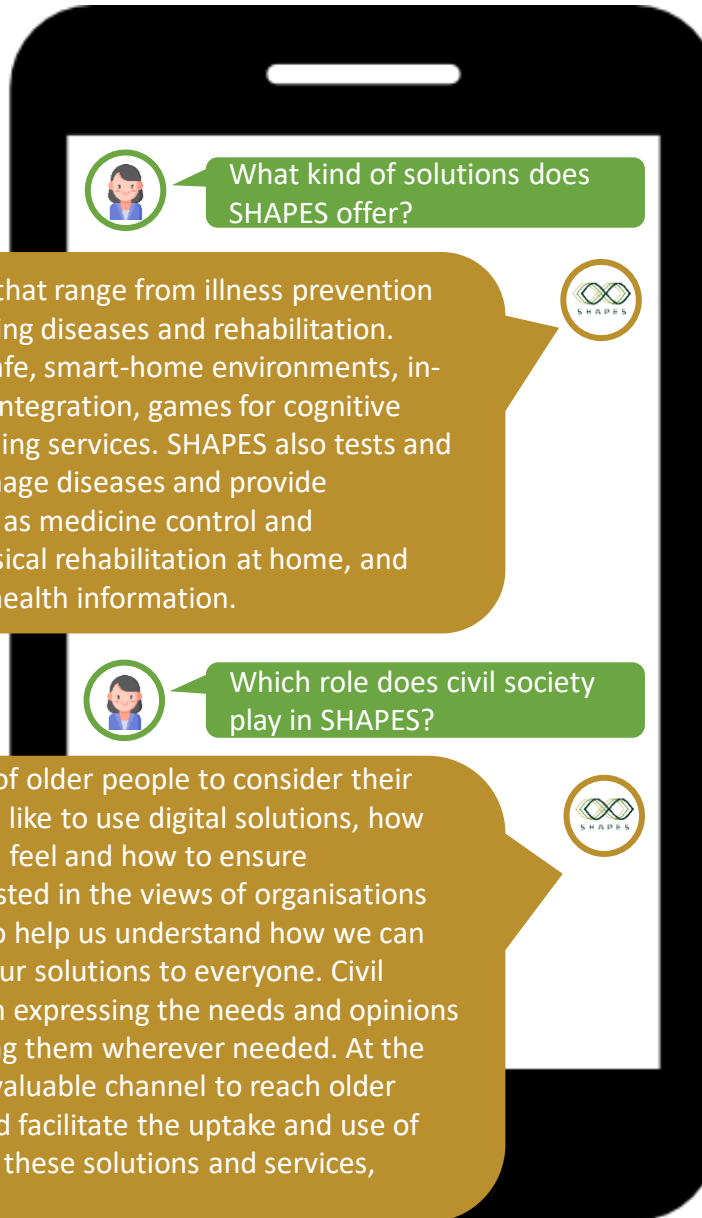 What kind of solutions does
SHAPES offer?
SHAPES
that range from illness prevention
ing diseases and rehabilitation.
afe, smart-home environments, in-
integration, games for cognitive
ing services. SHAPES also tests and
nage diseases and provide
as medicine control and
sical rehabilitation at home, and
health information.
Which role does civil society
play in SHAPES?
SHAPES
of older people to consider their
like to use digital solutions, how
feel and how to ensure
sted in the views of organisations
o help us understand how we can
ur solutions to everyone. Civil
n expressing the needs and opinions
ng them wherever needed. At the
valuable channel to reach older
d facilitate the uptake and use of
these solutions and services,